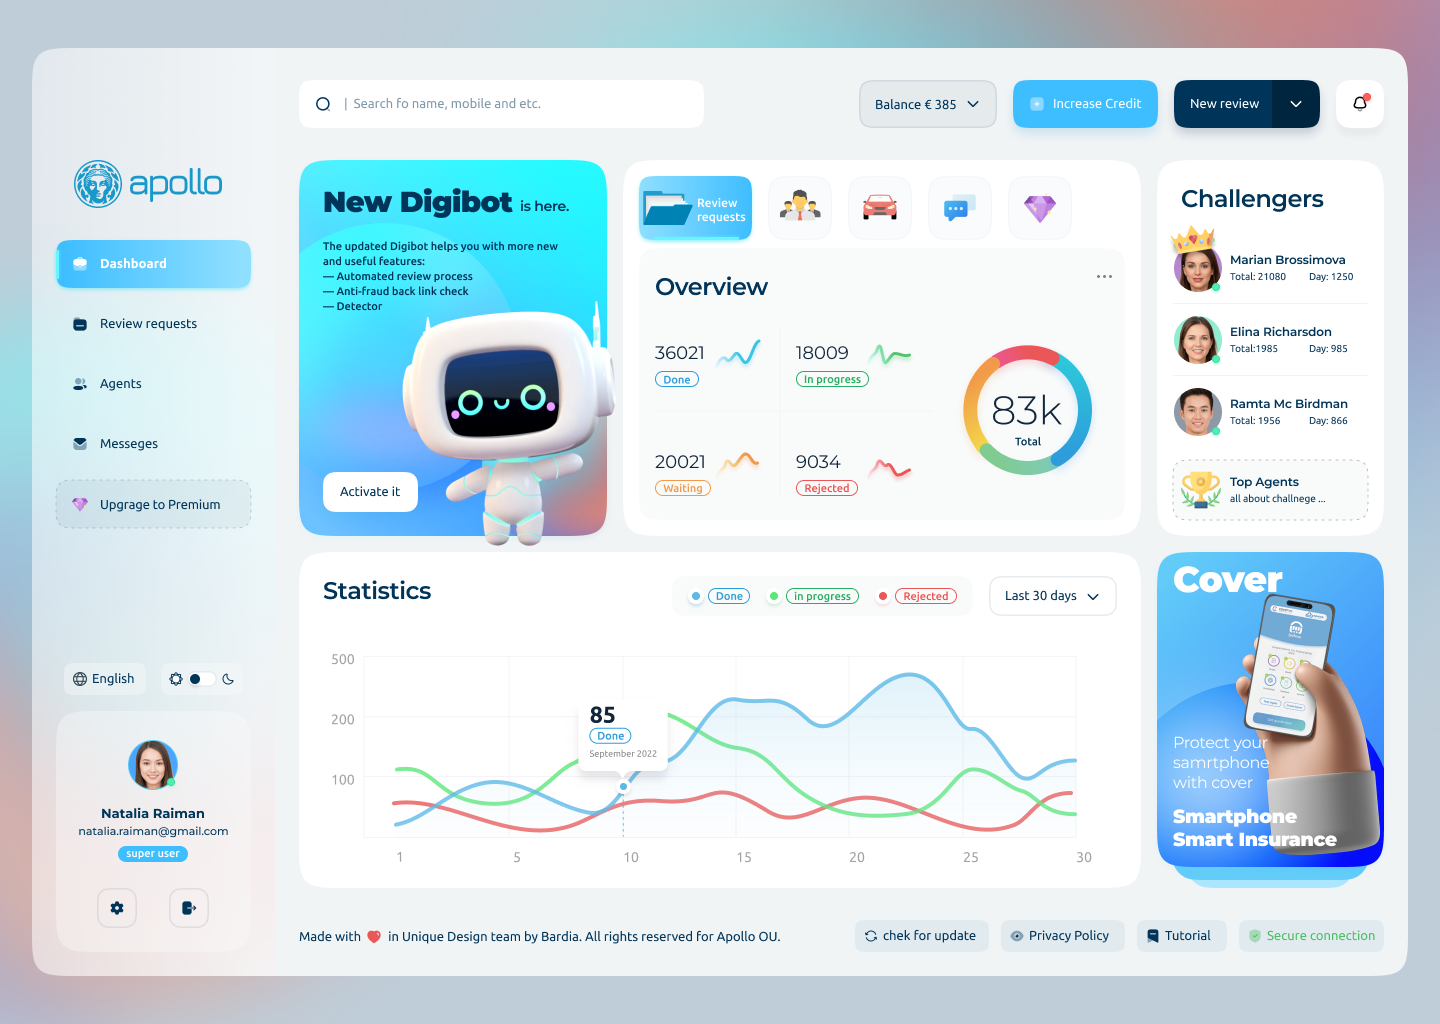 | Search fo name, mobile and etc.
Balance € 385
Increase Credit
New review
apollo
Dashboard
Review requests
Agents
Messeges
Upgrage to Premium
English
Natalia Raiman
natalia.raiman@gmail.com
super user
New Digibot is here.
The updated Digibot helps you with more new
and useful features:
— Automated review process
— Anti-fraud back link check
— Detector
Activate it
Review
requests
Overview
36021
Done
18009
In progress
20021
Waiting
9034
Rejected
83k
Total
Challengers
Marian Brossimova
Total: 21080 Day: 1250
Elina Richarsdon
Total:1985 Day: 985
Ramta Mc Birdman
Total: 1956 Day: 866
Top Agents
all about challnege ...
Statistics
Done
in progress
Rejected
Last 30 days
500
200
100
85
Done
September 2022
1 5 10 15 20 25 30
Cover
Protect your
samrtphone
with cover
Smartphone
Smart Insurance
Made with in Unique Design team by Bardia. All rights reserved for Apollo OU.
chek for update
Privacy Policy
Tutorial
Secure connection